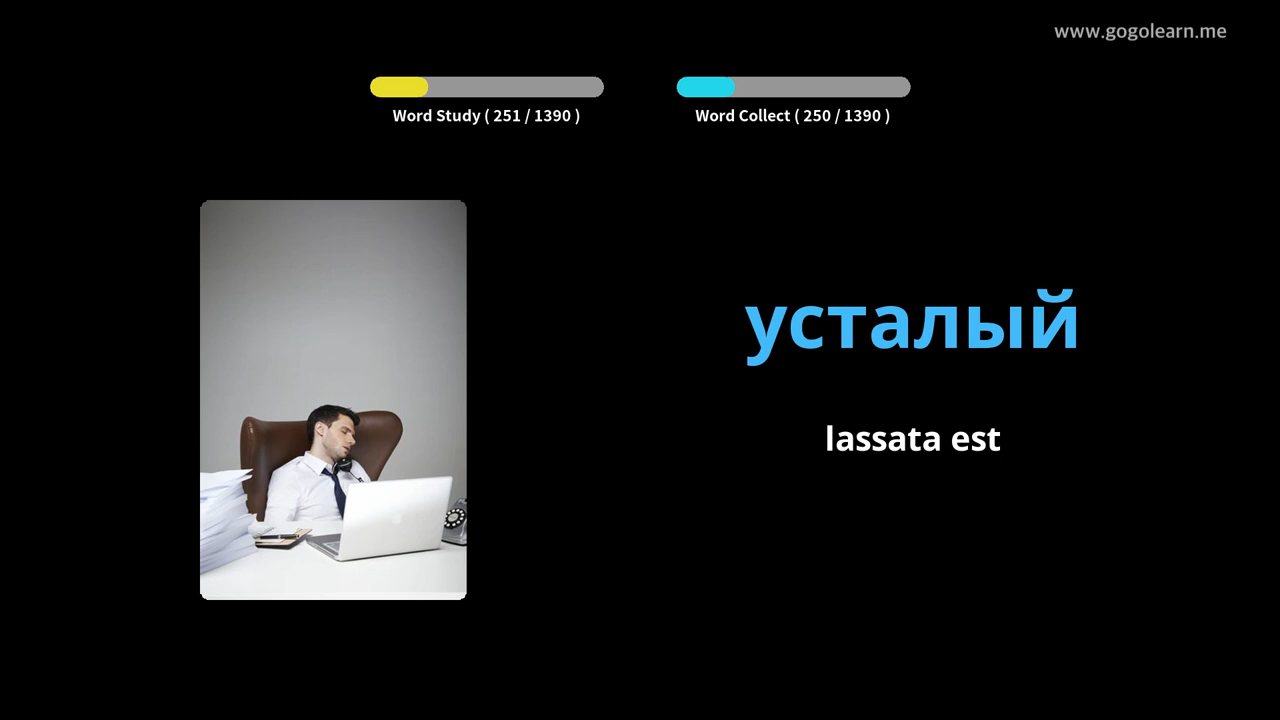 www.gogolearn.me
Word Study ( 251 / 1390 )
Word Collect ( 250 / 1390 )
усталый
lassata est